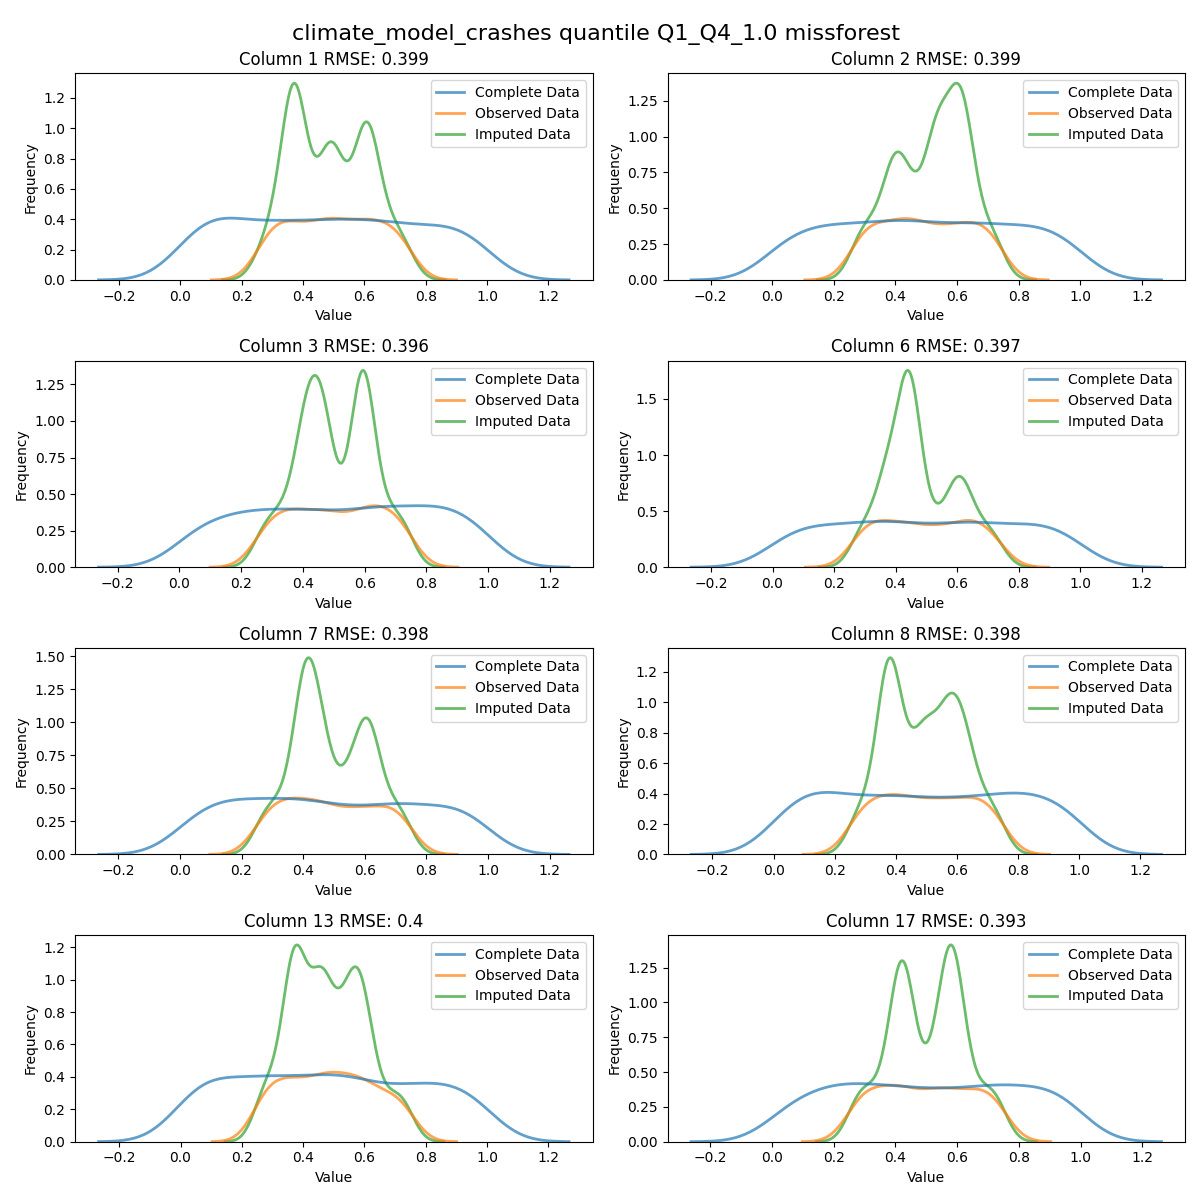 climate_model_crashes quantile Q1_Q4_1.0 missforest
Column 1 RMSE: 0.399
Column 2 RMSE: 0.399
Complete Data
Observed Data
Imputed Data
Frequency
1.2
1.0
0.8
0.6
0.4
0.2
0.0
−0.2 0.0 0.2 0.4 0.6 0.8 1.0 1.2
Value
Complete Data
Observed Data
Imputed Data
Frequency
1.25
1.00
0.75
0.50
0.25
0.00
−0.2 0.0 0.2 0.4 0.6 0.8 1.0 1.2
Value
Column 3 RMSE: 0.396
Column 6 RMSE: 0.397
Complete Data
Observed Data
Imputed Data
Frequency
1.25
1.00
0.75
0.50
0.25
0.00
−0.2 0.0 0.2 0.4 0.6 0.8 1.0 1.2
Value
Complete Data
Observed Data
Imputed Data
Frequency
1.5
1.0
0.5
0.0
−0.2 0.0 0.2 0.4 0.6 0.8 1.0 1.2
Value
Column 7 RMSE: 0.398
Column 8 RMSE: 0.398
Complete Data
Observed Data
Imputed Data
Frequency
1.50
1.25
1.00
0.75
0.50
0.25
0.00
−0.2 0.0 0.2 0.4 0.6 0.8 1.0 1.2
Value
Complete Data
Observed Data
Imputed Data
Frequency
1.2
1.0
0.8
0.6
0.4
0.2
0.0
−0.2 0.0 0.2 0.4 0.6 0.8 1.0 1.2
Value
Column 13 RMSE: 0.4
Column 17 RMSE: 0.393
Complete Data
Observed Data
Imputed Data
Frequency
1.2
1.0
0.8
0.6
0.4
0.2
0.0
−0.2 0.0 0.2 0.4 0.6 0.8 1.0 1.2
Value
Complete Data
Observed Data
Imputed Data
Frequency
1.25
1.00
0.75
0.50
0.25
0.00
−0.2 0.0 0.2 0.4 0.6 0.8 1.0 1.2
Value